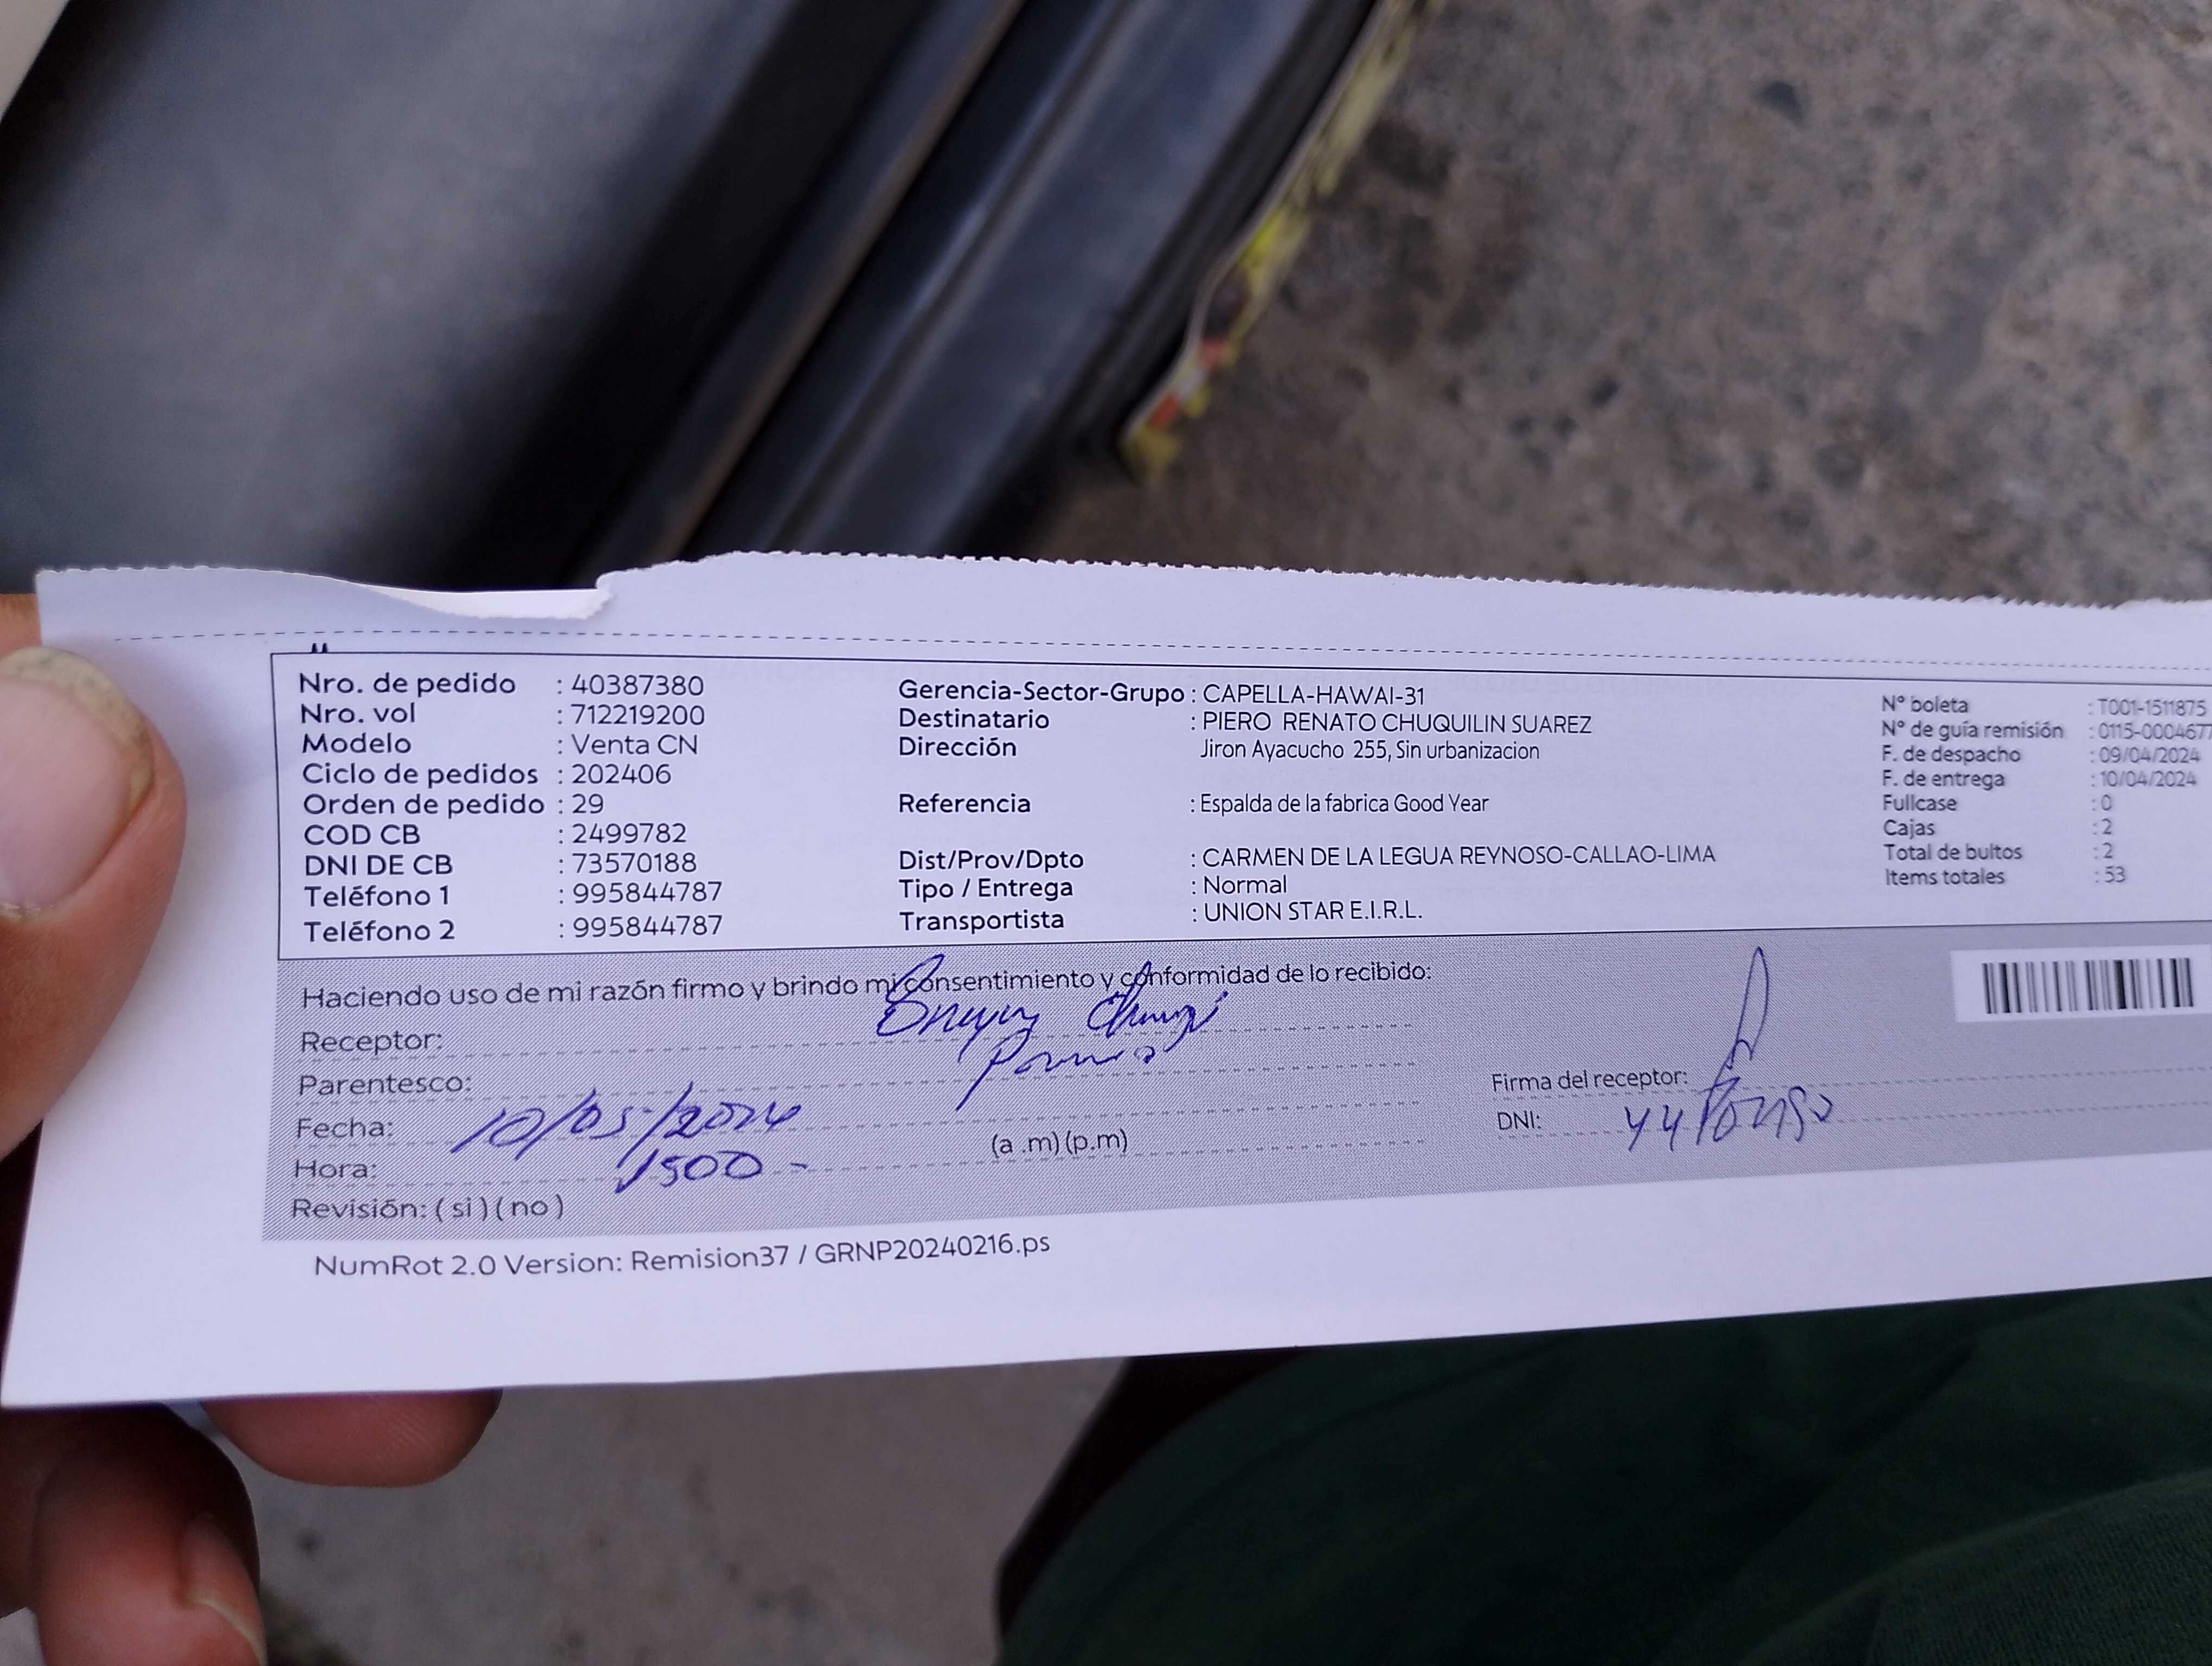 Nro. de pedido : 40387380
Nro. vol : 712219200
Modelo : Venta CN
Ciclo de pedidos : 202406
Orden de pedido : 29
COD CB : 2499782
DNI DE CB : 73570188
Teléfono 1 : 995844787
Teléfono 2 : 995844787
Gerencia-Sector-Grupo : CAPELLA-HAWAI-31
Destinatario : PIERO RENATO CHUQUILIN SUAREZ
Dirección Jiron Ayacucho 255, Sin urbanizacion
Referencia : Espalda de la fabrica Good Year
Dist/Prov/Dpto : CARMEN DE LA LEGUA REYNOSO-CALLAO-LIMA
Tipo / Entrega : Normal
Transportista : UNION STAR E.I.R.L.
N° boleta : T001-1511875
N° de guía remisión : 0115-0004677
F. de despacho : 09/04/2024
F. de entrega : 10/04/2024
Fullcase : 0
Cajas : 2
Total de bultos : 2
Items totales : 53
Haciendo uso de mi razón firmo y brindo mi consentimiento y conformidad de lo recibido:
Receptor:
Parentesco:
Fecha: 10/05/2024
Hora: 1500 - (a .m) (p.m)
Revisión: ( si ) ( no )
Firma del receptor:
DNI:
NumRot 2.0 Version: Remision37 / GRNP20240216.ps